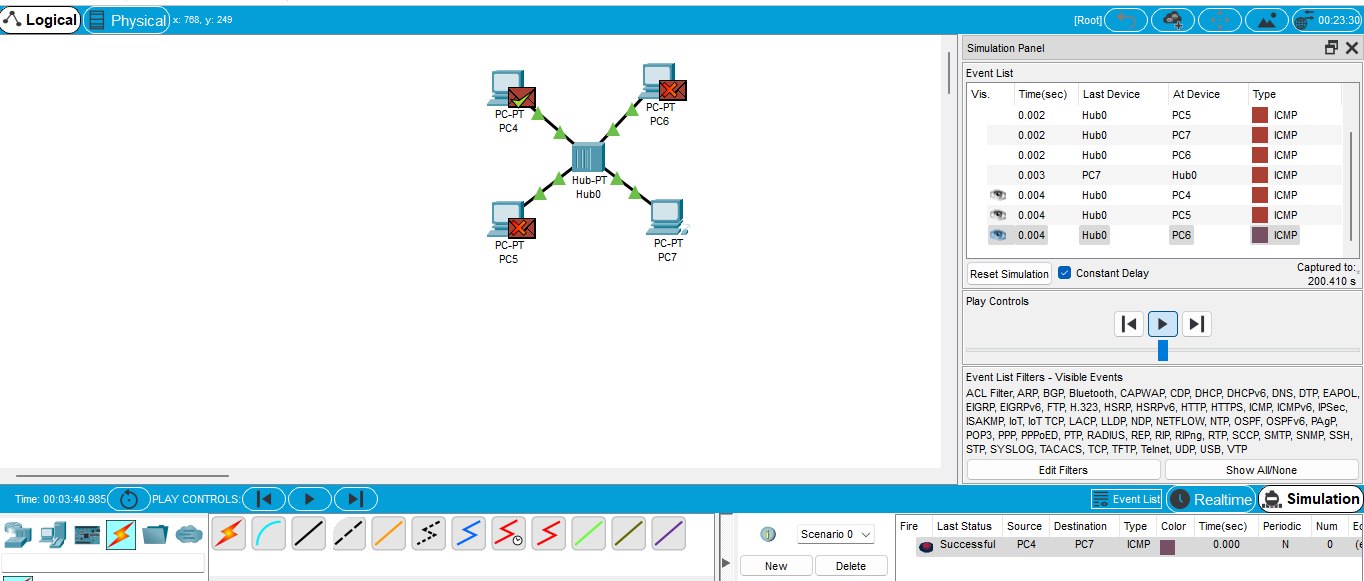 Logical Physical x: 768, y: 249 [Root] 00:23:30
PC-PT
PC4
PC-PT
PC6
Hub-PT
Hub0
PC-PT
PC5
PC-PT
PC7
Simulation Panel
Event List
Vis. Time(sec) Last Device At Device Type
0.002 Hub0 PC5 ICMP
0.002 Hub0 PC7 ICMP
0.002 Hub0 PC6 ICMP
0.003 PC7 Hub0 ICMP
0.004 Hub0 PC4 ICMP
0.004 Hub0 PC5 ICMP
0.004 Hub0 PC6 ICMP
Reset Simulation Constant Delay Captured to:
200.410 s
Play Controls
Event List Filters - Visible Events
ACL Filter, ARP, BGP, Bluetooth, CAPWAP, CDP, DHCP, DHCPv6, DNS, DTP, EAPOL,
EIGRP, EIGRPv6, FTP, H.323, HSRP, HSRPv6, HTTP, HTTPS, ICMP, ICMPv6, IPSec,
ISAKMP, IoT, IoT TCP, LACP, LLDP, NDP, NETFLOW, NTP, OSPF, OSPFv6, PAgP,
POP3, PPP, PPPoED, PTP, RADIUS, REP, RIP, RIPng, RTP, SCCP, SMTP, SNMP, SSH,
STP, SYSLOG, TACACS, TCP, TFTP, Telnet, UDP, USB, VTP
Edit Filters Show All/None
Time: 00:03:40.985 PLAY CONTROLS: Event List Realtime Simulation
Scenario 0
New Delete
Fire Last Status Source Destination Type Color Time(sec) Periodic Num
Successful PC4 PC7 ICMP 0.000 N 0 (e